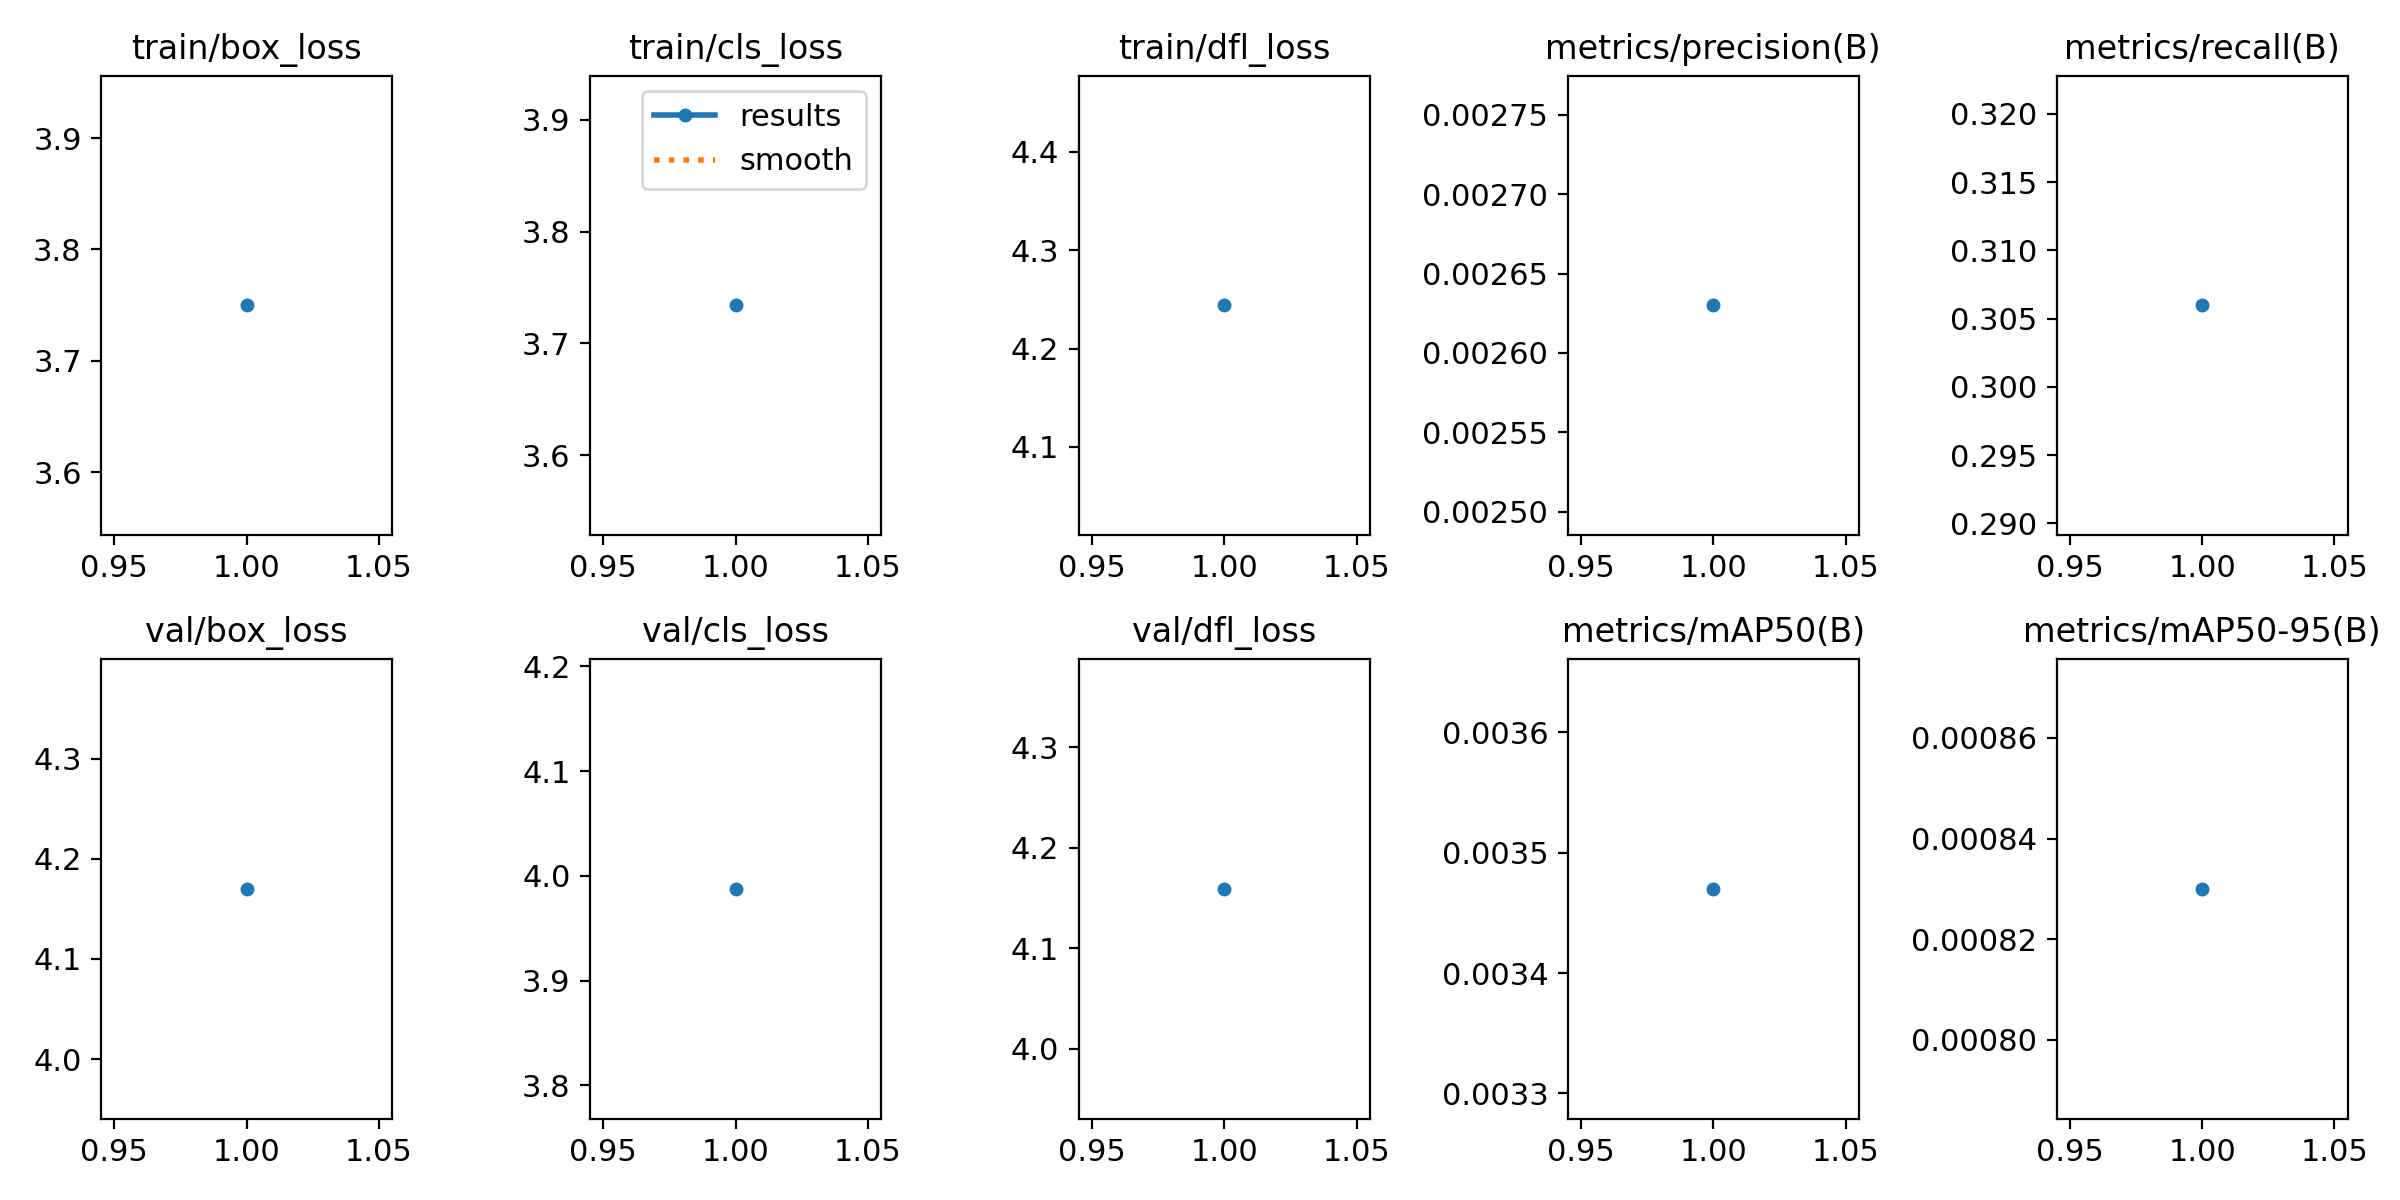 train/box_loss
3.9
3.8
3.7
3.6
0.95 1.00 1.05
train/cls_loss
results
smooth
3.9
3.8
3.7
3.6
0.95 1.00 1.05
train/dfl_loss
4.4
4.3
4.2
4.1
0.95 1.00 1.05
metrics/precision(B)
0.00275
0.00270
0.00265
0.00260
0.00255
0.00250
0.95 1.00 1.05
metrics/recall(B)
0.320
0.315
0.310
0.305
0.300
0.295
0.290
0.95 1.00 1.05
val/box_loss
4.3
4.2
4.1
4.0
0.95 1.00 1.05
val/cls_loss
4.2
4.1
4.0
3.9
3.8
0.95 1.00 1.05
val/dfl_loss
4.3
4.2
4.1
4.0
0.95 1.00 1.05
metrics/mAP50(B)
0.0036
0.0035
0.0034
0.0033
0.95 1.00 1.05
metrics/mAP50-95(B)
0.00086
0.00084
0.00082
0.00080
0.95 1.00 1.05